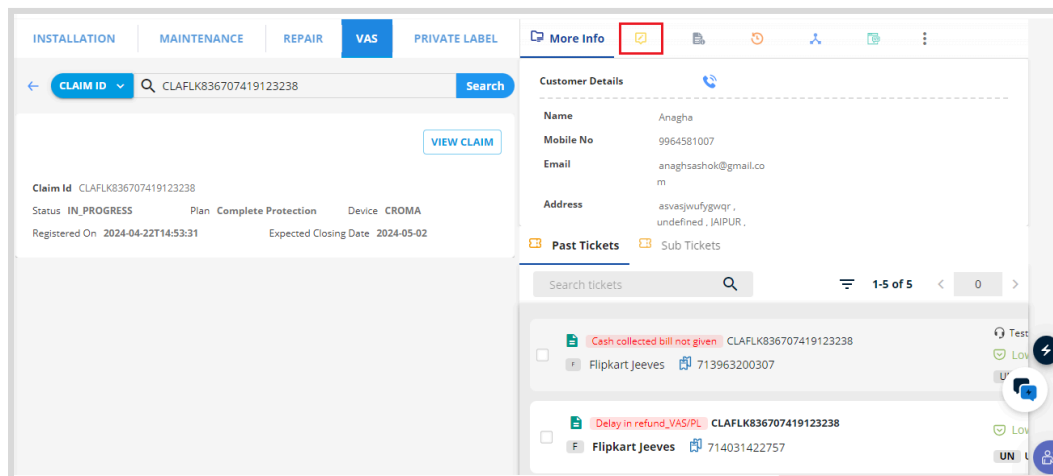 INSTALLATION MAINTENANCE REPAIR VAS PRIVATE LABEL
CLAIM ID CLAFLK836707419123238 Search
VIEW CLAIM
Claim Id CLAFLK836707419123238
Status IN_PROGRESS Plan Complete Protection Device CROMA
Registered On 2024-04-22T14:53:31 Expected Closing Date 2024-05-02
More Info
Customer Details
Name Anagha
Mobile No 9964581007
Email anaghsashok@gmail.co
m
Address asvasjwufygwqr ,
undefined , JAIPUR ,
Past Tickets Sub Tickets
Search tickets 1-5 of 5 < 0 >
Cash collected bill not given CLAFLK836707419123238 Test
F Flipkart Jeeves 713963200307 Low
Delay in refund_VAS/PL CLAFLK836707419123238 Low
F Flipkart Jeeves 714031422757 UN